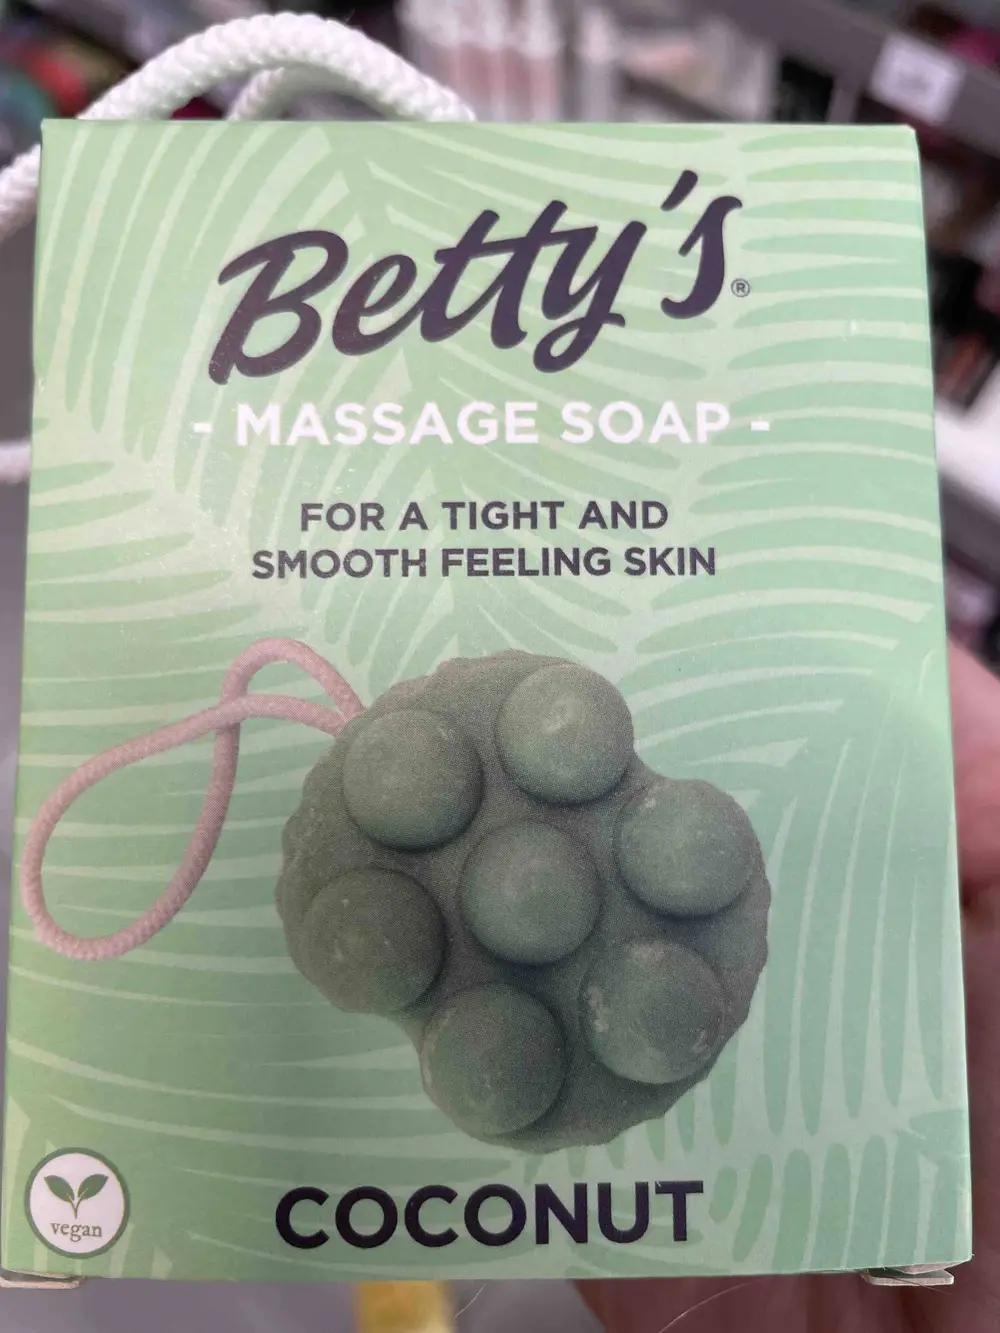 Betty's®
- MASSAGE SOAP -
FOR A TIGHT AND
SMOOTH FEELING SKIN
vegan
COCONUT